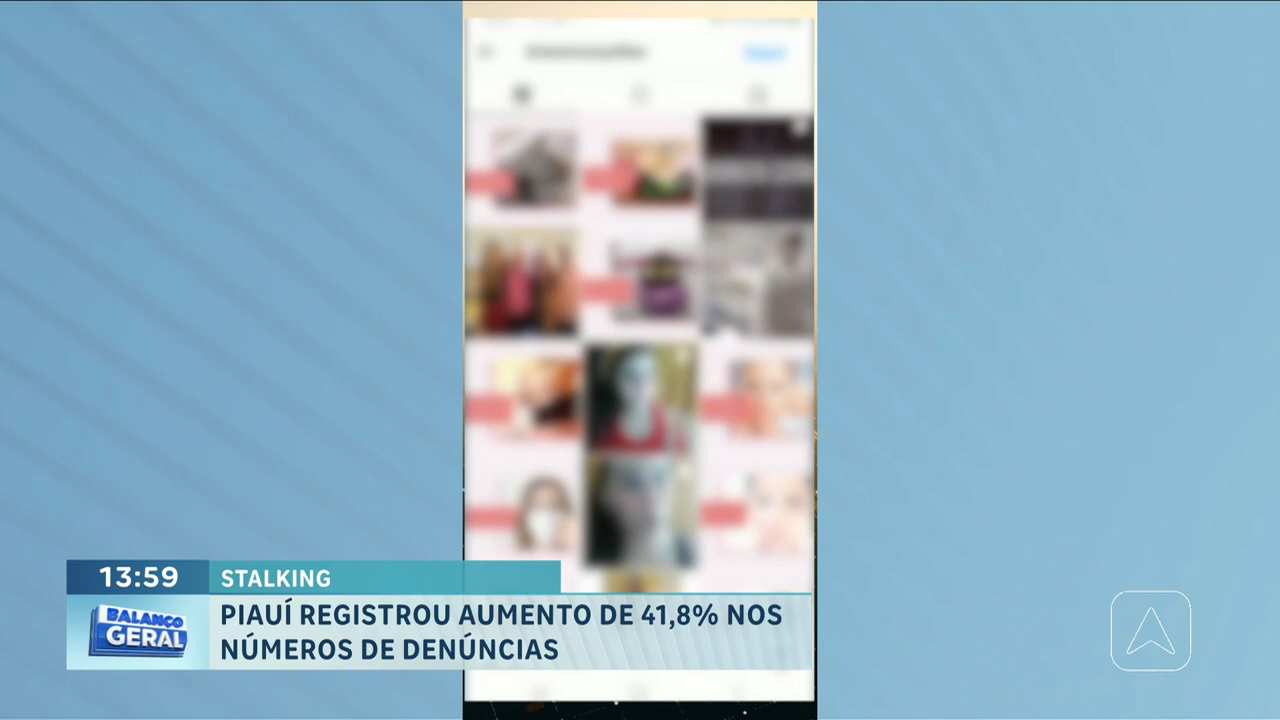 13:59
STALKING
BALANÇO
GERAL
PIAUÍ REGISTROU AUMENTO DE 41,8% NOS
NÚMEROS DE DENÚNCIAS